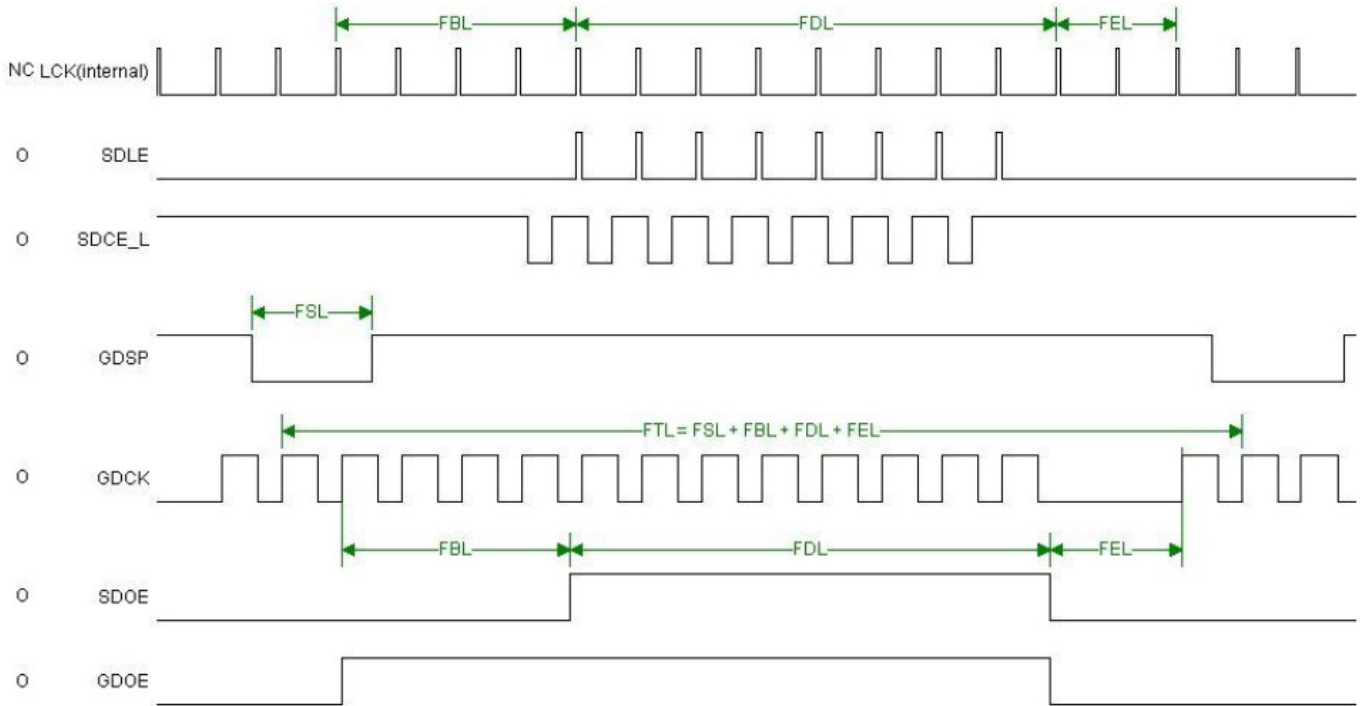 FBL FDL FEL
NC LCK(internal)
O SDLE
O SDCE_L
FSL
O GDSP
FTL = FSL + FBL + FDL + FEL
O GDCK
FBL FDL FEL
O SDOE
O GDOE